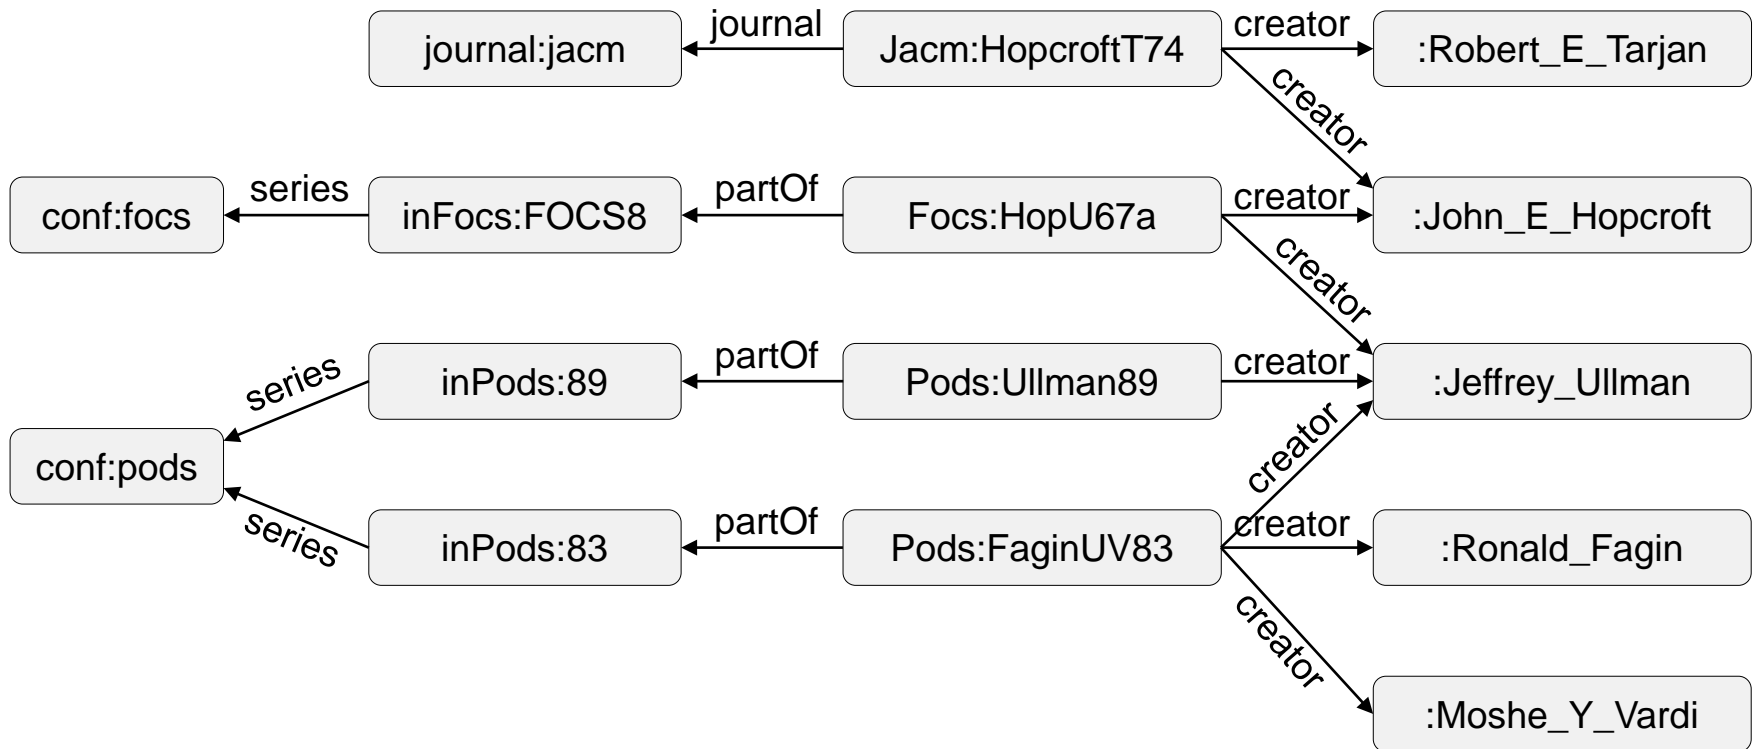 journal:jacm
journal
Jacm:HopcroftT74
creator
:Robert_E_Tarjan
creator
conf:focs
series
inFocs:FOCS8
partOf
Focs:HopU67a
creator
:John_E_Hopcroft
creator
series
inPods:89
partOf
Pods:Ullman89
creator
:Jeffrey_Ullman
conf:pods
creator
series
inPods:83
partOf
Pods:FaginUV83
creator
:Ronald_Fagin
creator
:Moshe_Y_Vardi